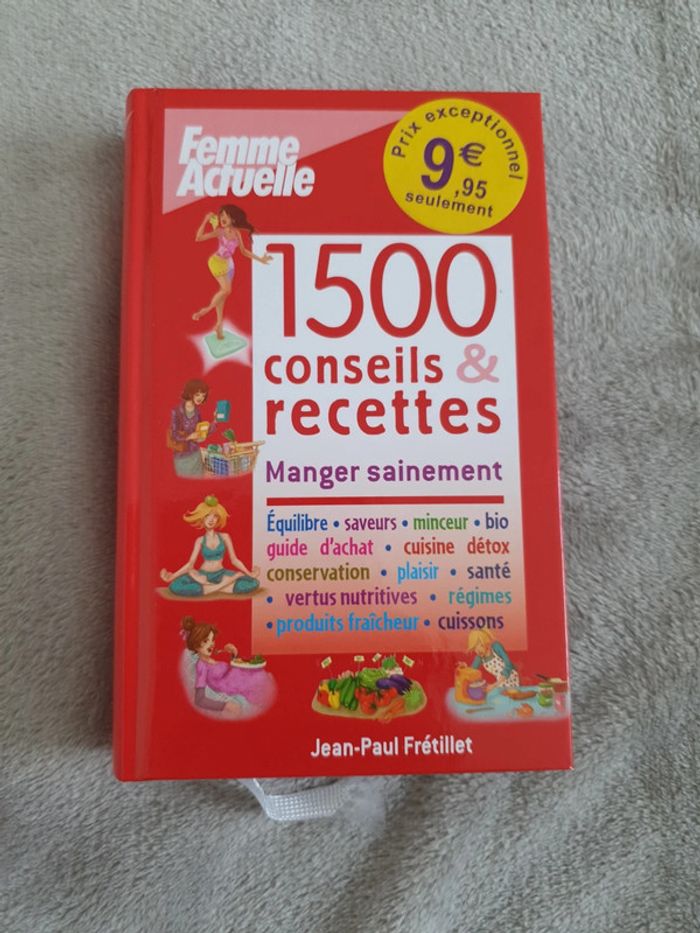 Femme
Actuelle
Prix exceptionnel
9€,95
seulement
1500
conseils &
recettes
Manger sainement
Équilibre • saveurs • minceur • bio
guide d'achat • cuisine détox
conservation • plaisir • santé
• vertus nutritives • régimes
• produits fraîcheur • cuissons
Jean-Paul Frétillet